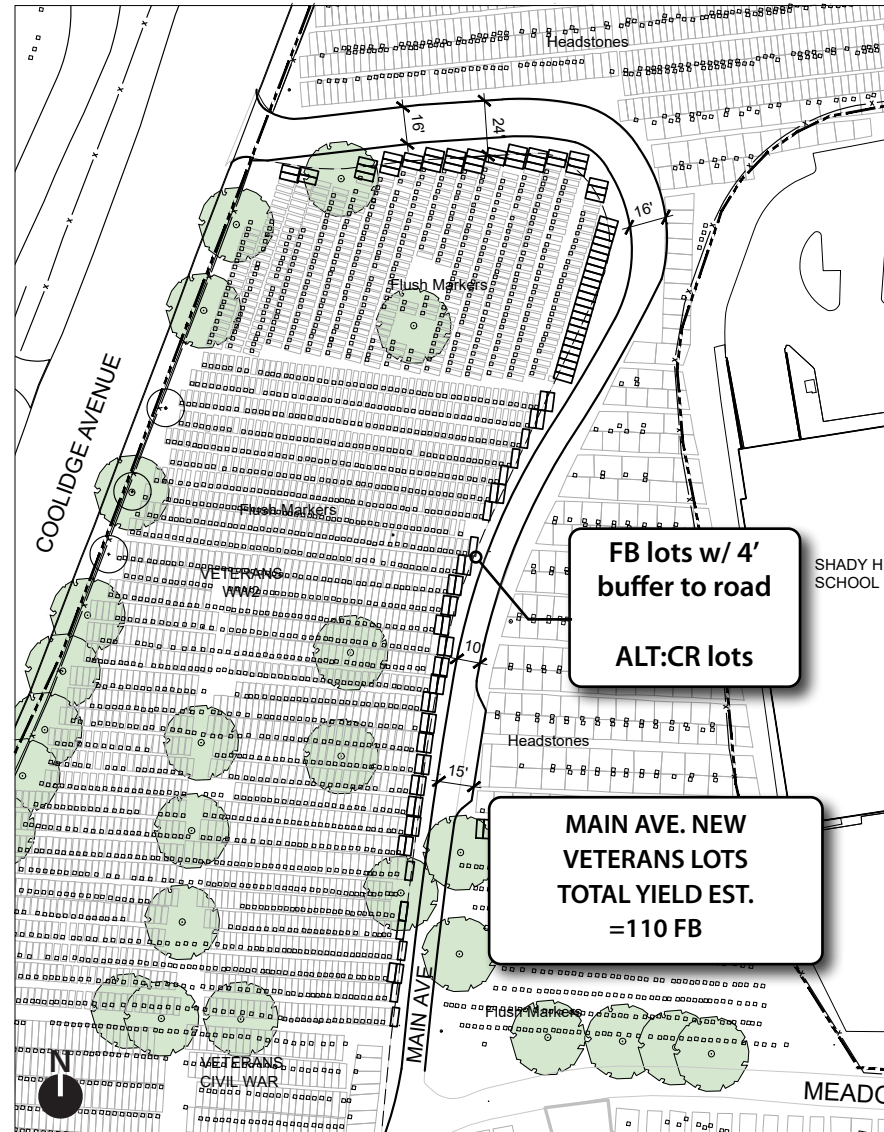 Headstones
16'
24'
16'
Flush Markers
COOLIDGE AVENUE
Flush Markers
VETERANS
WW2
FB lots w/ 4’
buffer to road
ALT:CR lots
SHADY H
SCHOOL
10
Headstones
15'
MAIN AVE. NEW
VETERANS LOTS
TOTAL YIELD EST.
=110 FB
MAIN AVE
Flush Markers
VETERANS
CIVIL WAR
N
MEADO